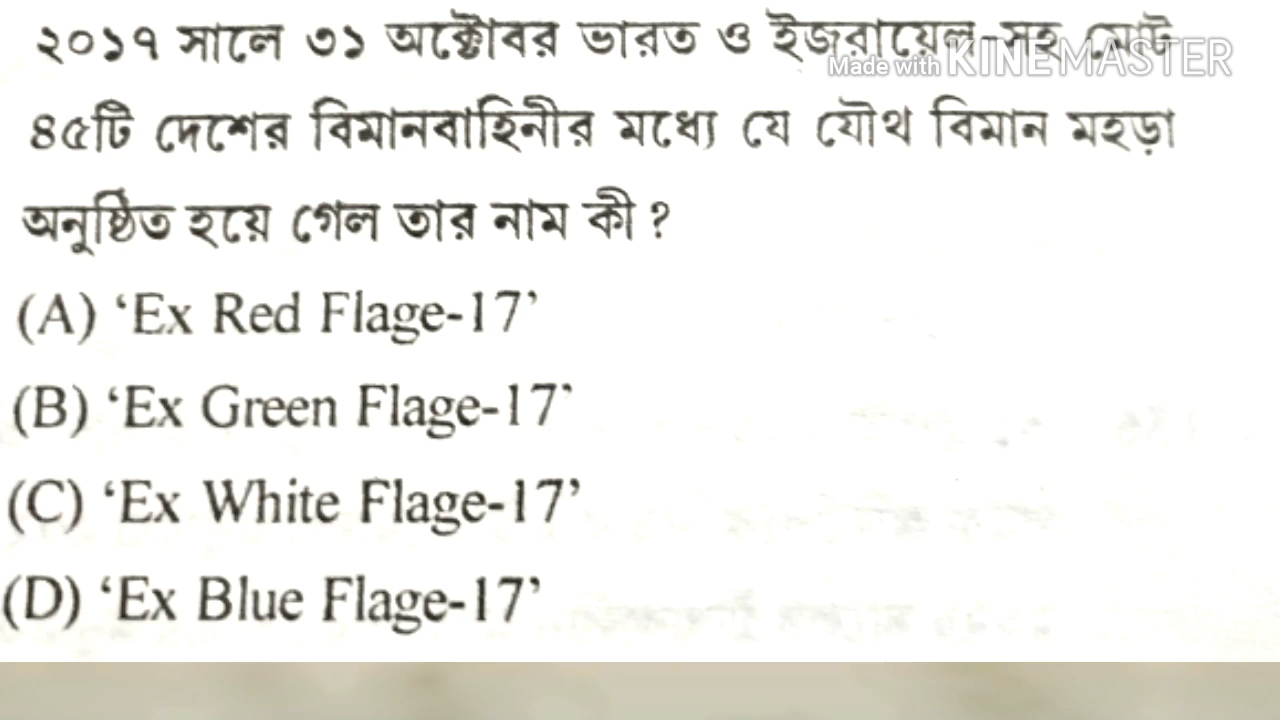 ২০১৭ সালে ৩১ অক্টোবর ভারত ও ইজরায়েল-সহ মোট
Made with KINEMASTER
৪৫টি দেশের বিমানবাহিনীর মধ্যে যে যৌথ বিমান মহড়া
অনুষ্ঠিত হয়ে গেল তার নাম কী ?
(A) ‘Ex Red Flage-17’
(B) ‘Ex Green Flage-17’
(C) ‘Ex White Flage-17’
(D) ‘Ex Blue Flage-17’